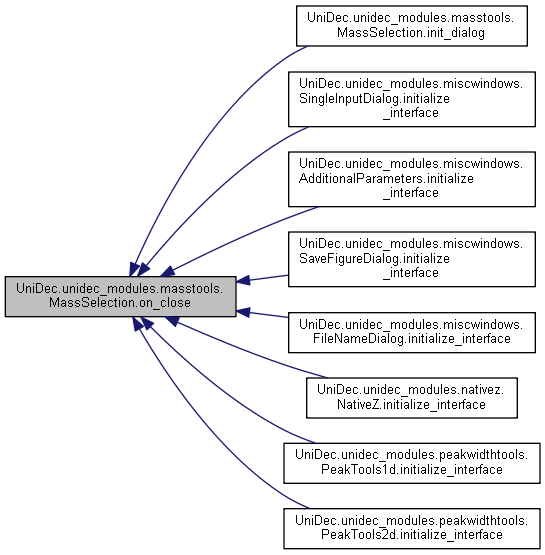 UniDec.unidec_modules.masstools.
MassSelection.init_dialog
UniDec.unidec_modules.miscwindows.
SingleInputDialog.initialize
_interface
UniDec.unidec_modules.miscwindows.
AdditionalParameters.initialize
_interface
UniDec.unidec_modules.miscwindows.
SaveFigureDialog.initialize
_interface
UniDec.unidec_modules.masstools.
MassSelection.on_close
UniDec.unidec_modules.miscwindows.
FileNameDialog.initialize_interface
UniDec.unidec_modules.nativez.
NativeZ.initialize_interface
UniDec.unidec_modules.peakwidthtools.
PeakTools1d.initialize_interface
UniDec.unidec_modules.peakwidthtools.
PeakTools2d.initialize_interface